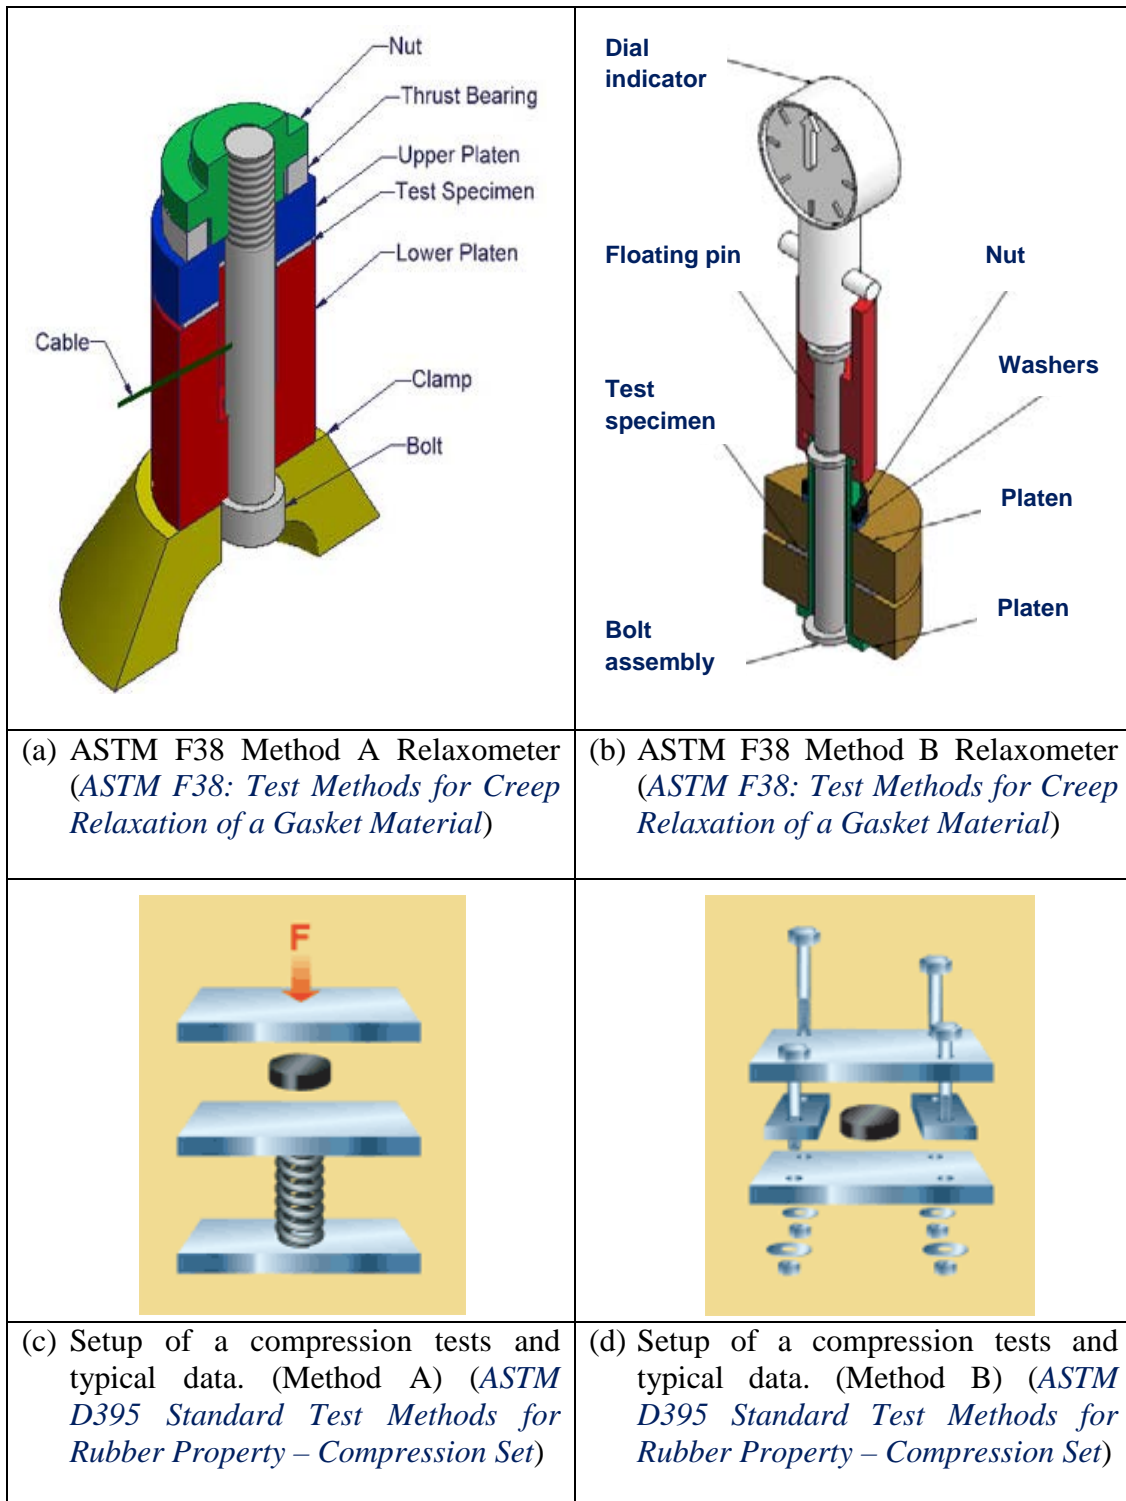 Nut
Thrust Bearing
Upper Platen
Test Specimen
Lower Platen
Cable
Clamp
Bolt
Dial
indicator
Floating pin
Nut
Washers
Test
specimen
Platen
Platen
Bolt
assembly
(a) ASTM F38 Method A Relaxometer
(ASTM F38: Test Methods for Creep
Relaxation of a Gasket Material)
(b) ASTM F38 Method B Relaxometer
(ASTM F38: Test Methods for Creep
Relaxation of a Gasket Material)
F
(c) Setup of a compression tests and
typical data. (Method A) (ASTM
D395 Standard Test Methods for
Rubber Property – Compression Set)
(d) Setup of a compression tests and
typical data. (Method B) (ASTM
D395 Standard Test Methods for
Rubber Property – Compression Set)